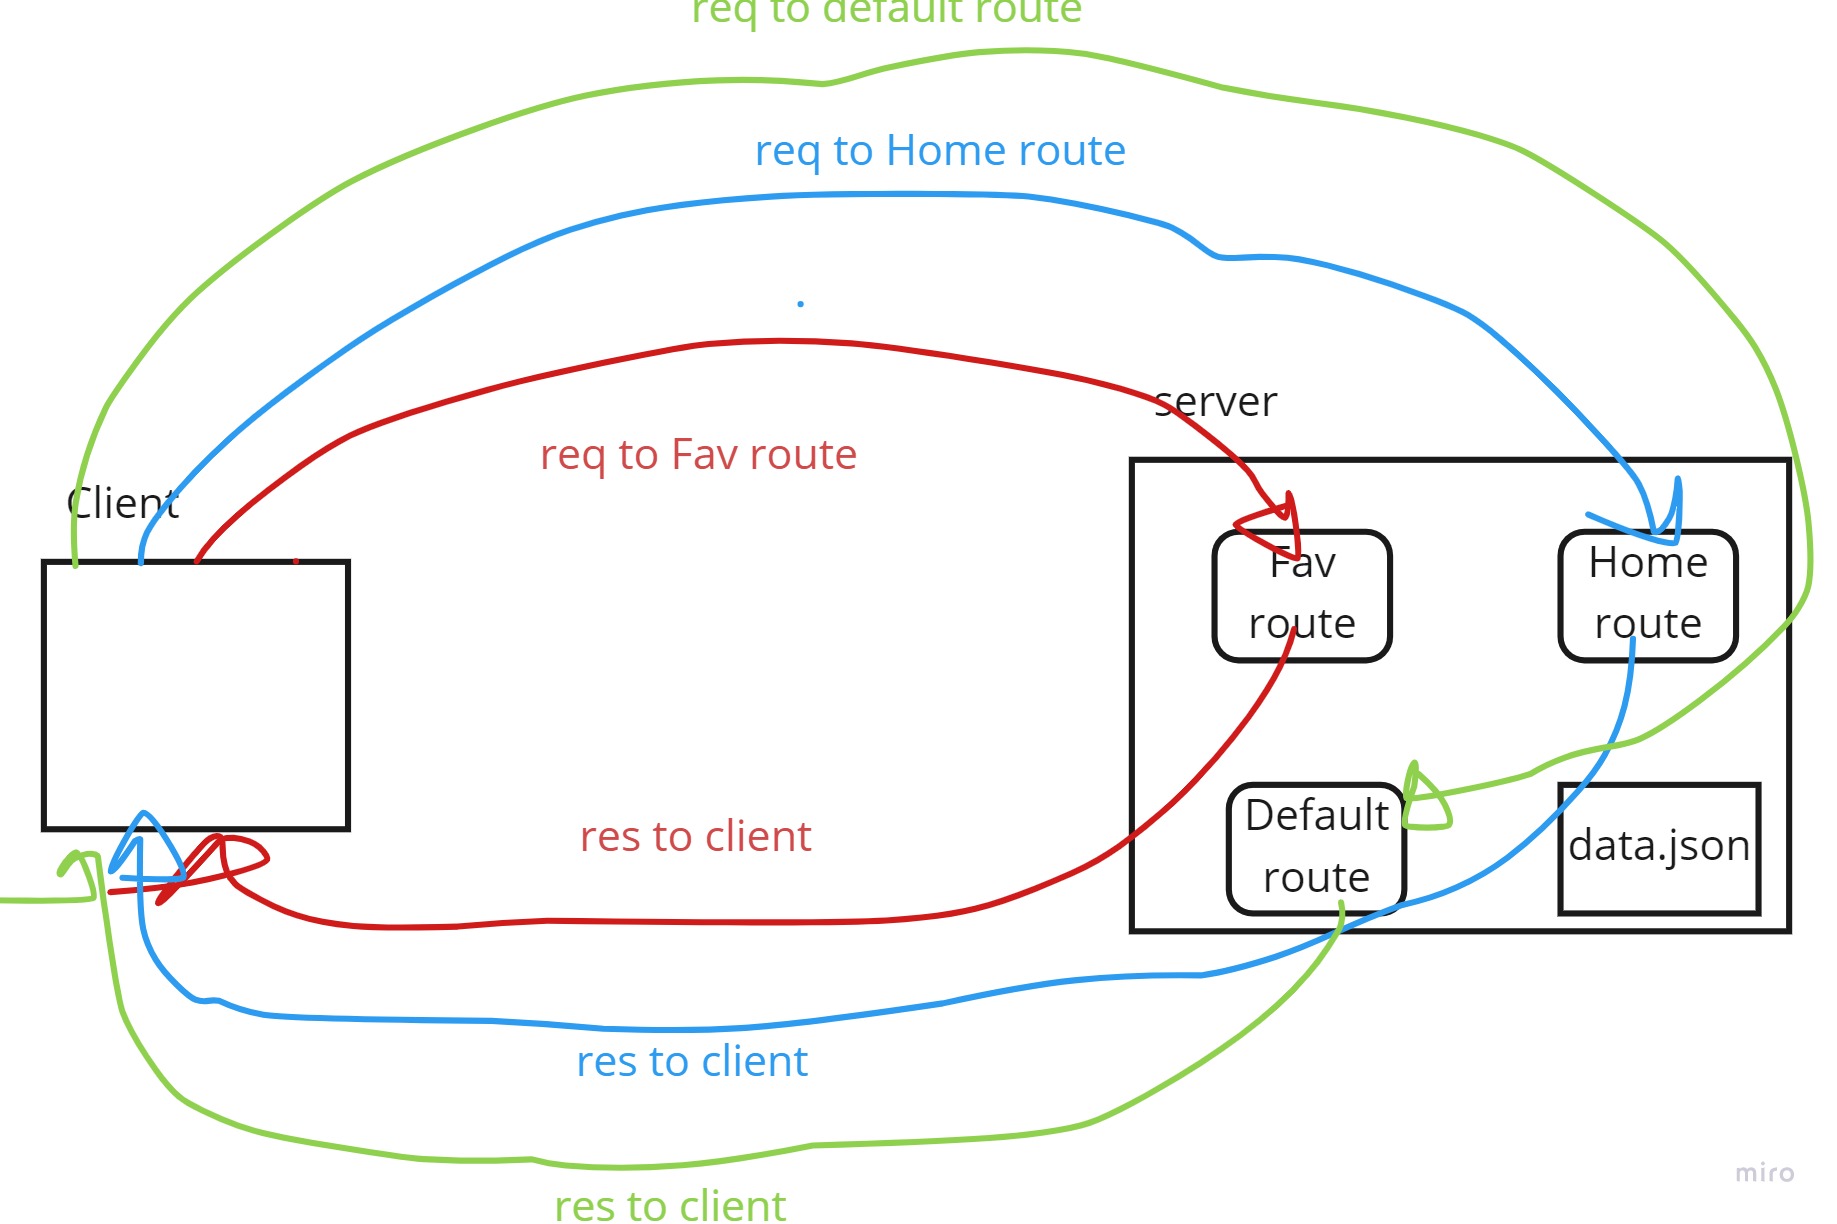 req to default route
req to Home route
server
req to Fav route
Client
Fav
route
Home
route
res to client
Default
route
data.json
res to client
res to client
miro